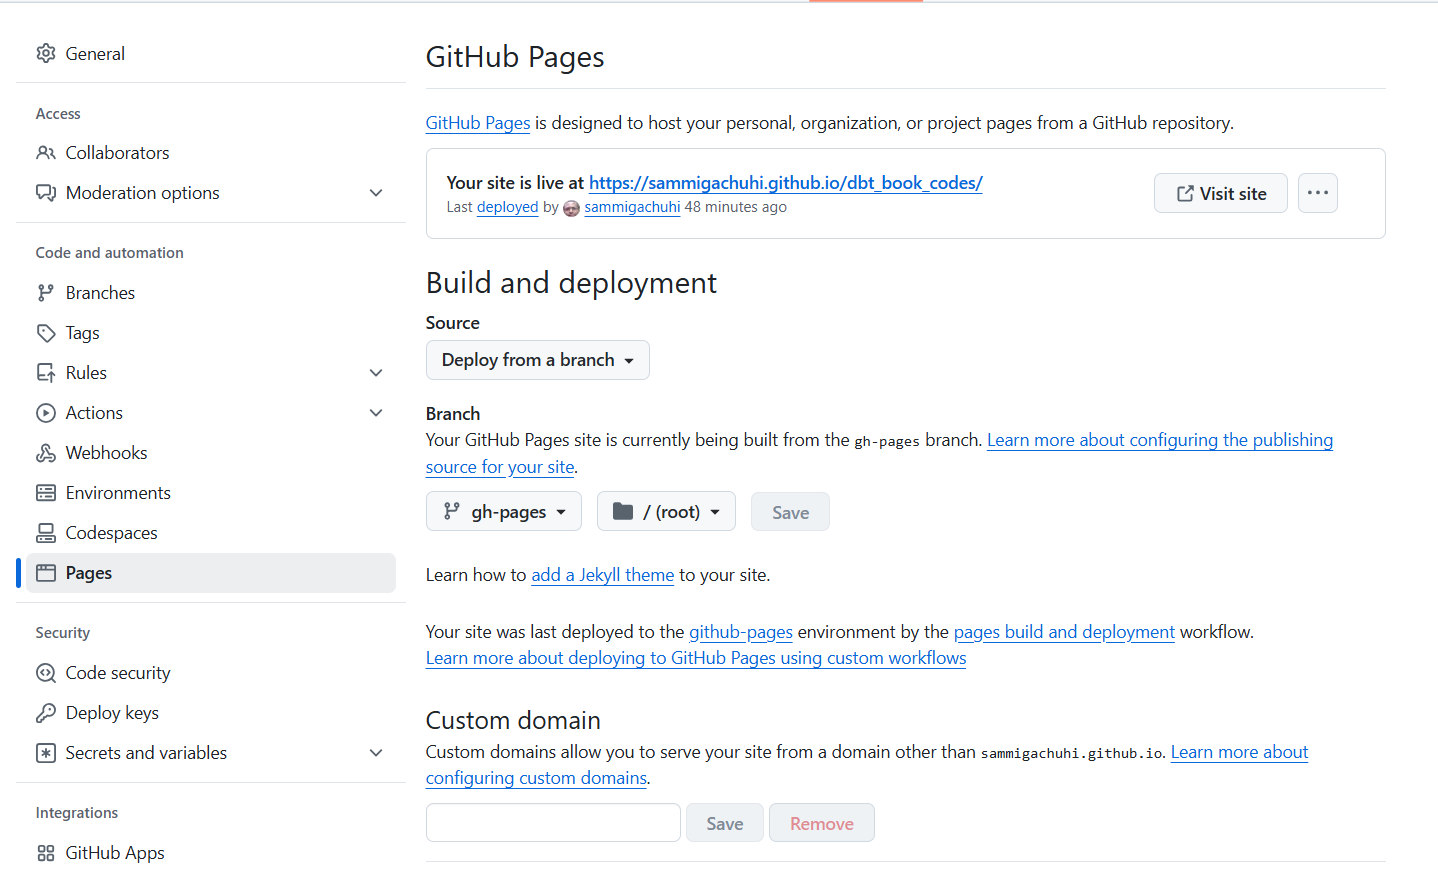 General
Access
Collaborators
Moderation options
Code and automation
Branches
Tags
Rules
Actions
Webhooks
Environments
Codespaces
Pages
Security
Code security
Deploy keys
Secrets and variables
Integrations
GitHub Apps
GitHub Pages
GitHub Pages is designed to host your personal, organization, or project pages from a GitHub repository.
Your site is live at https://sammigachuhi.github.io/dbt_book_codes/
Last deployed by sammigachuhi 48 minutes ago
Visit site
Build and deployment
Source
Deploy from a branch
Branch
Your GitHub Pages site is currently being built from the gh-pages branch. Learn more about configuring the publishing
source for your site.
gh-pages / (root) Save
Learn how to add a Jekyll theme to your site.
Your site was last deployed to the github-pages environment by the pages build and deployment workflow.
Learn more about deploying to GitHub Pages using custom workflows
Custom domain
Custom domains allow you to serve your site from a domain other than sammigachuhi.github.io. Learn more about
configuring custom domains.
Save Remove